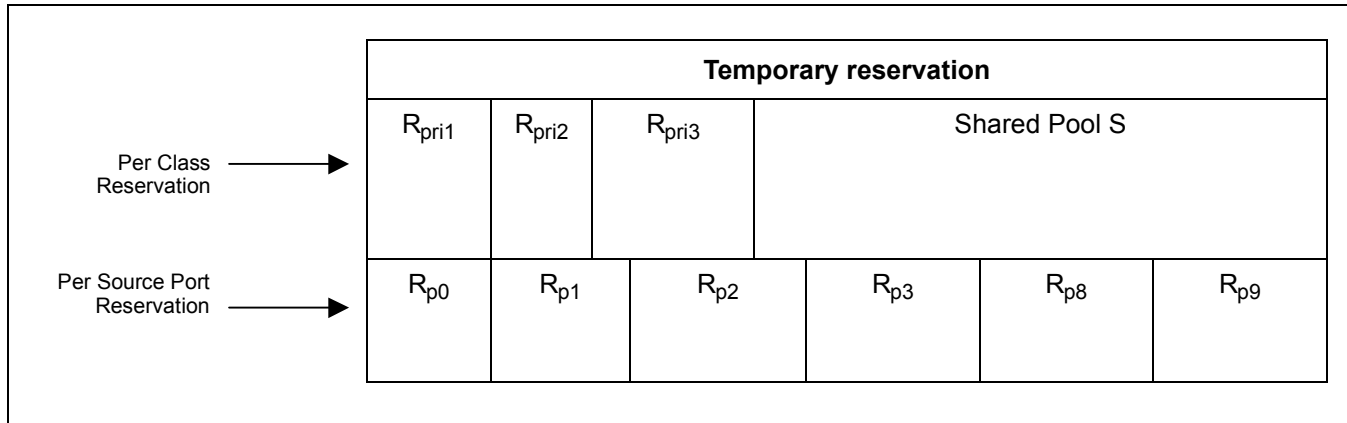 Temporary reservation
Per Class
Reservation
Rpri1 Rpri2 Rpri3 Shared Pool S
Per Source Port
Reservation
Rp0 Rp1 Rp2 Rp3 Rp8 Rp9